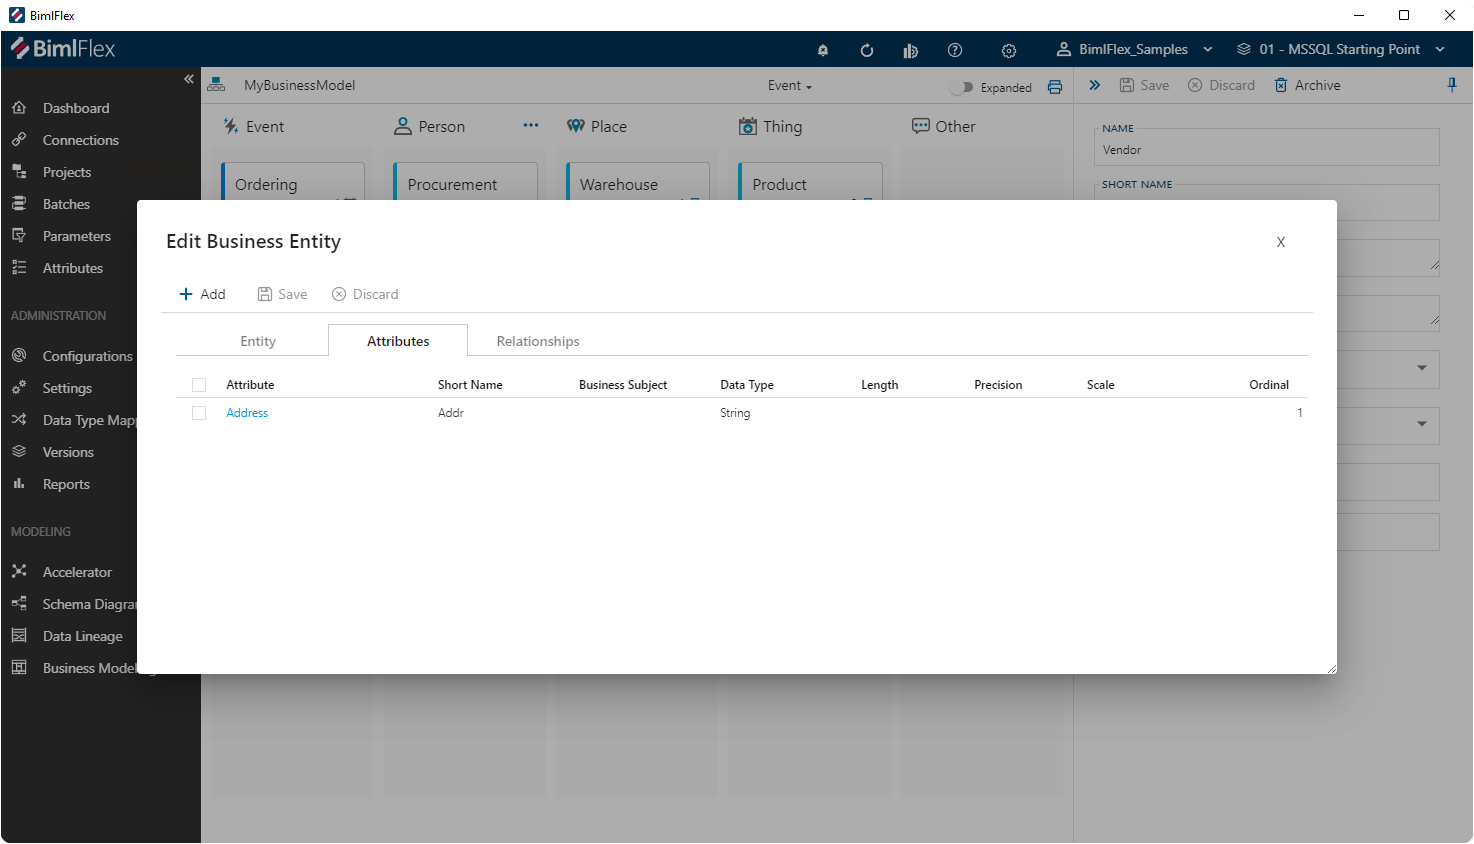 BimlFlex
BimlFlex
BimlFlex_Samples
01 - MSSQL Starting Point
MyBusinessModel
Event
Expanded
Save
Discard
Archive
Dashboard
Connections
Projects
Batches
Parameters
Attributes
ADMINISTRATION
Configurations
Settings
Data Type Map
Versions
Reports
MODELING
Accelerator
Schema Diagra
Data Lineage
Business Model
Event
Person
Place
Thing
Other
Ordering
Procurement
Warehouse
Product
NAME
Vendor
SHORT NAME
Edit Business Entity
X
Add
Save
Discard
Entity
Attributes
Relationships
Attribute Short Name Business Subject Data Type Length Precision Scale Ordinal
Address Addr String 1